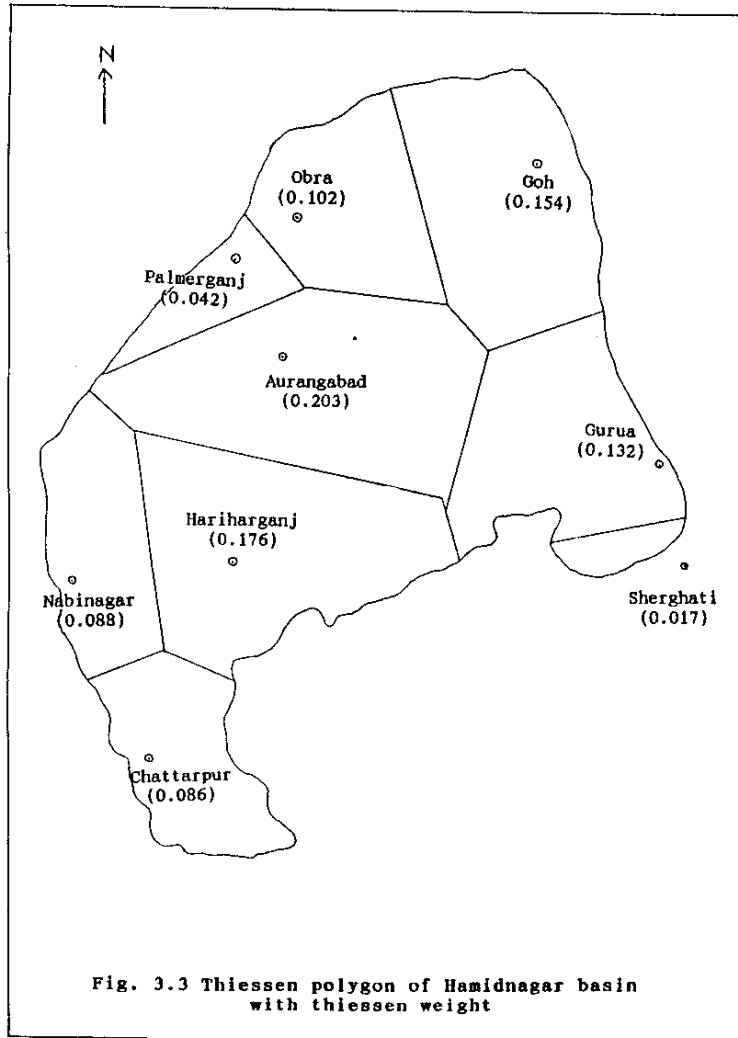 N
Obra
(0.102)
Goh
(0.154)
Palmerganj
(0.042)
Aurangabad
(0.203)
Gurua
(0.132)
Hariharganj
(0.176)
Nabinagar
(0.088)
Sherghati
(0.017)
Chattarpur
(0.086)
Fig. 3.3 Thiessen polygon of Hamidnagar basin
with thiessen weight